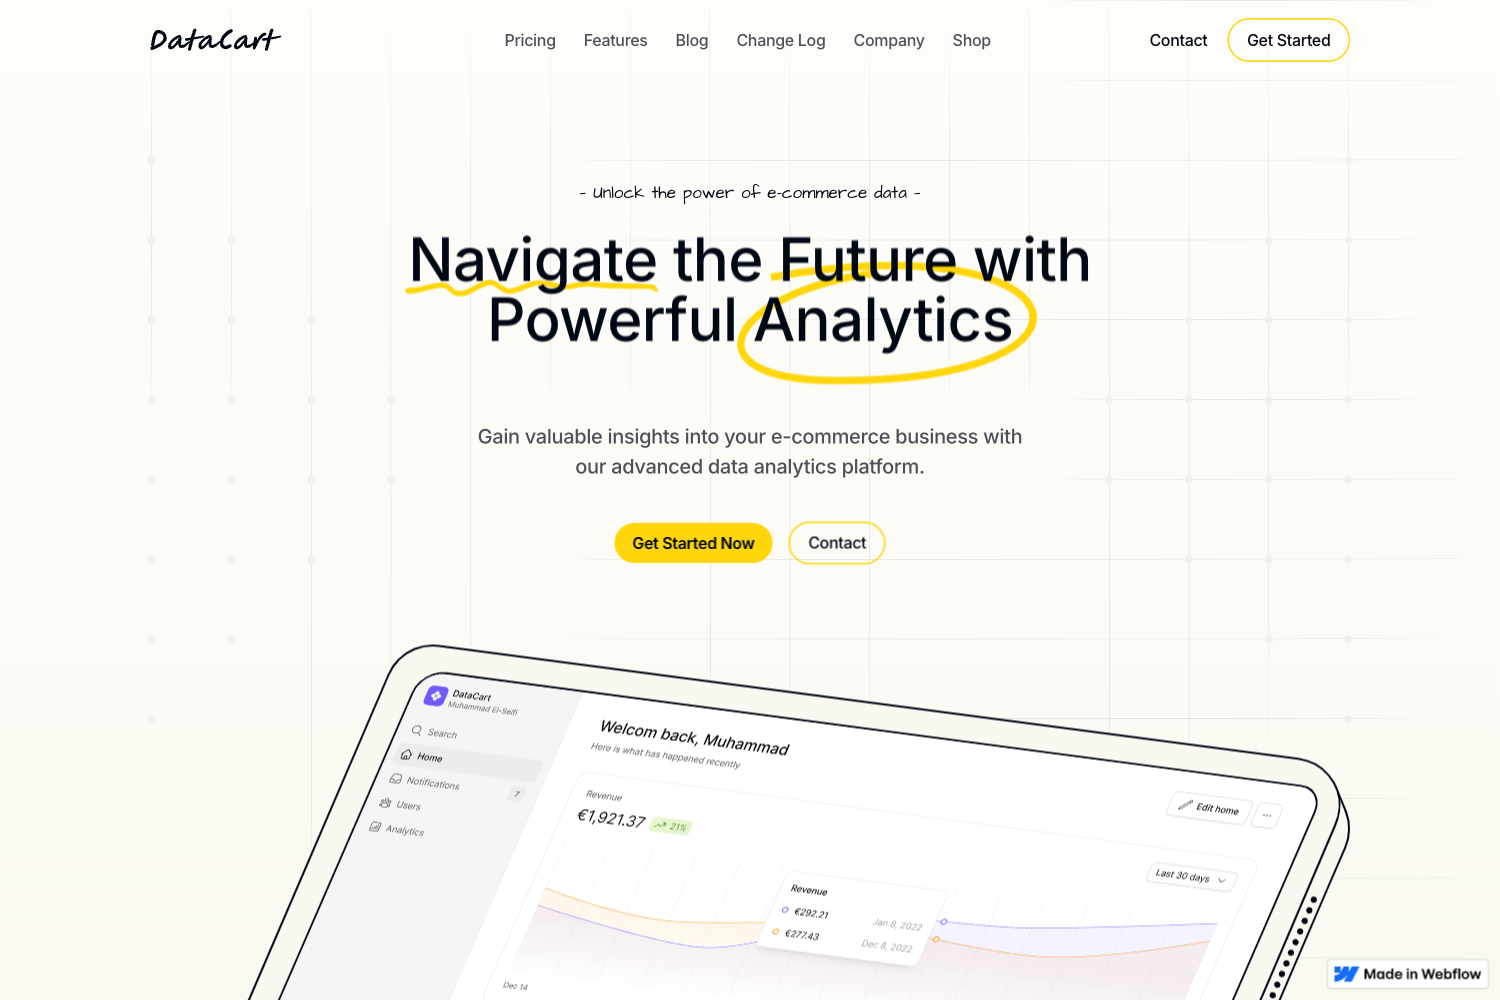 DataCart
Pricing
Features
Blog
Change Log
Company
Shop
Contact
Get Started
- Unlock the power of e-commerce data -
Navigate the Future with
Powerful Analytics
Gain valuable insights into your e-commerce business with
our advanced data analytics platform.
Get Started Now
Contact
DataCart
Muhammad El-Seifi
Search
Home
Notifications
7
Users
Analytics
Welcom back, Muhammad
Here is what has happened recently
Edit home
...
Revenue
€1,921.37
21%
Last 30 days
Revenue
€292.21
Jan 8, 2022
€277.43
Dec 8, 2022
Dec 14
Made in Webflow